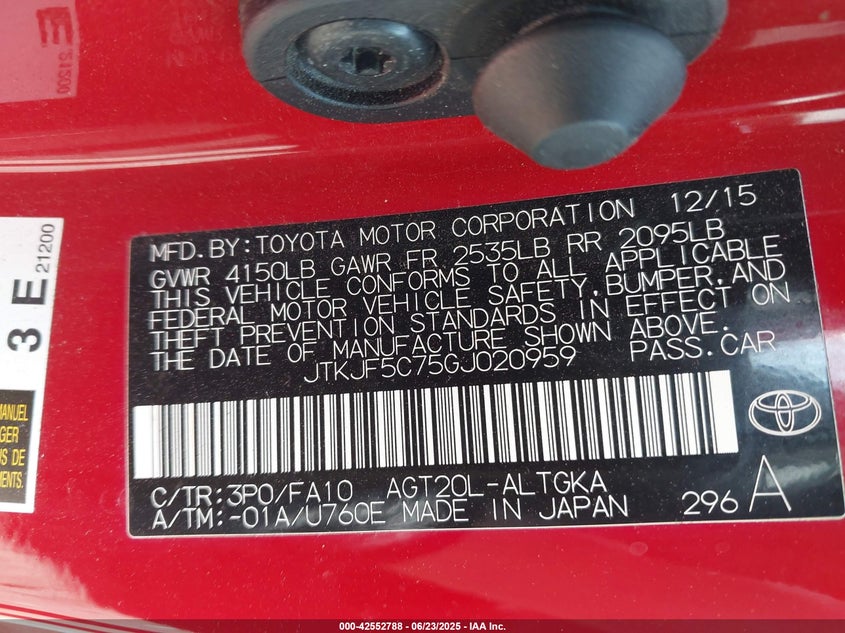 MFD.BY:TOYOTA MOTOR CORPORATION 12/15
GVWR 4150LB GAWR FR 2535LB RR 2095LB
THIS VEHICLE CONFORMS TO ALL APPLICABLE
FEDERAL MOTOR VEHICLE SAFETY,BUMPER,AND
THEFT PREVENTION STANDARDS IN EFFECT ON
THE DATE OF MANUFACTURE SHOWN ABOVE.
JTKJF5C75GJ020959 PASS.CAR
C/TR:3P0/FA10 AGT20L-ALTGKA
A/TM:-01A/U760E MADE IN JAPAN 296 A
3 E
21200
MANUEL
US DE
E
21200
000-42552788 - 06/23/2025 - IAA Inc.